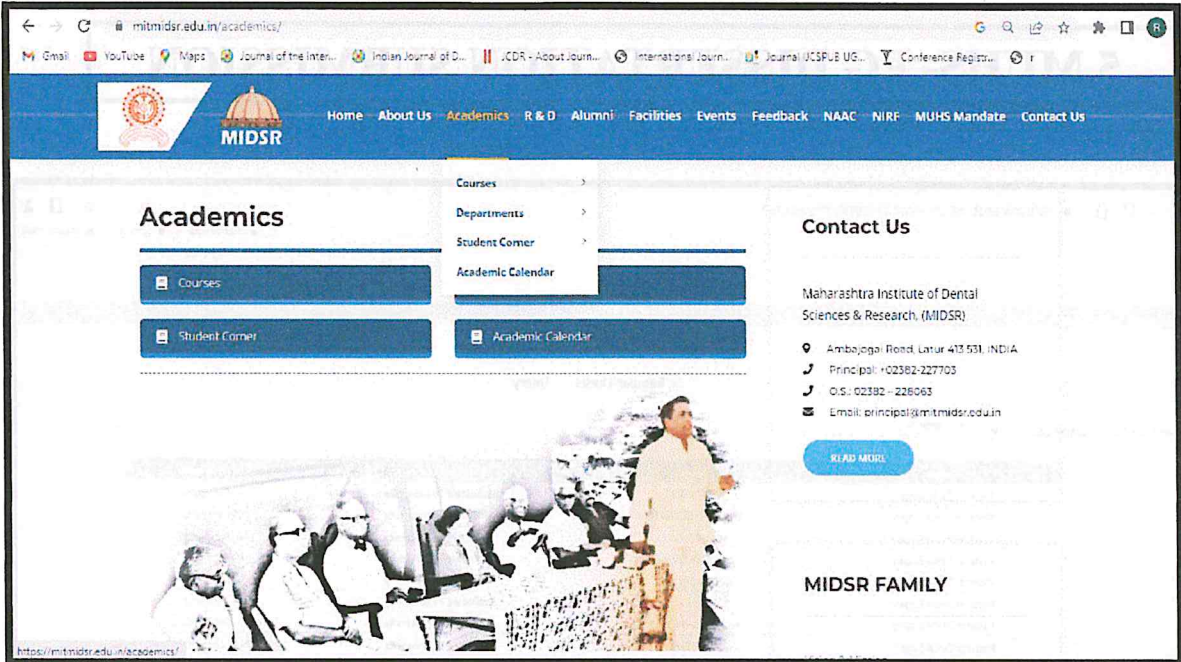 mitmidsr.edu.in/academics/
Gmail YouTube Maps Journal of the Inter... Indian Journal of D... JCDR - About Journ... International Journ... Journal/JCSPUB UG... Conference Registr... r
R
MIDSR
Home About Us Academics R & D Alumni Facilities Events Feedback NAAC NIRF MUHS Mandate Contact Us
Courses
Departments
Student Corner
Academic Calendar
Academics
Courses
Student Corner
Academic Calendar
Contact Us
Maharashtra Institute of Dental
Sciences & Research, (MIDSR)
Ambajogai Road, Latur 413 531, INDIA
Principal: +02382-227703
O.S.: 02382 - 228063
Email: principal@mitmidsr.edu.in
READ MORE
MIDSR FAMILY
https://mitmidsr.edu.in/academics/